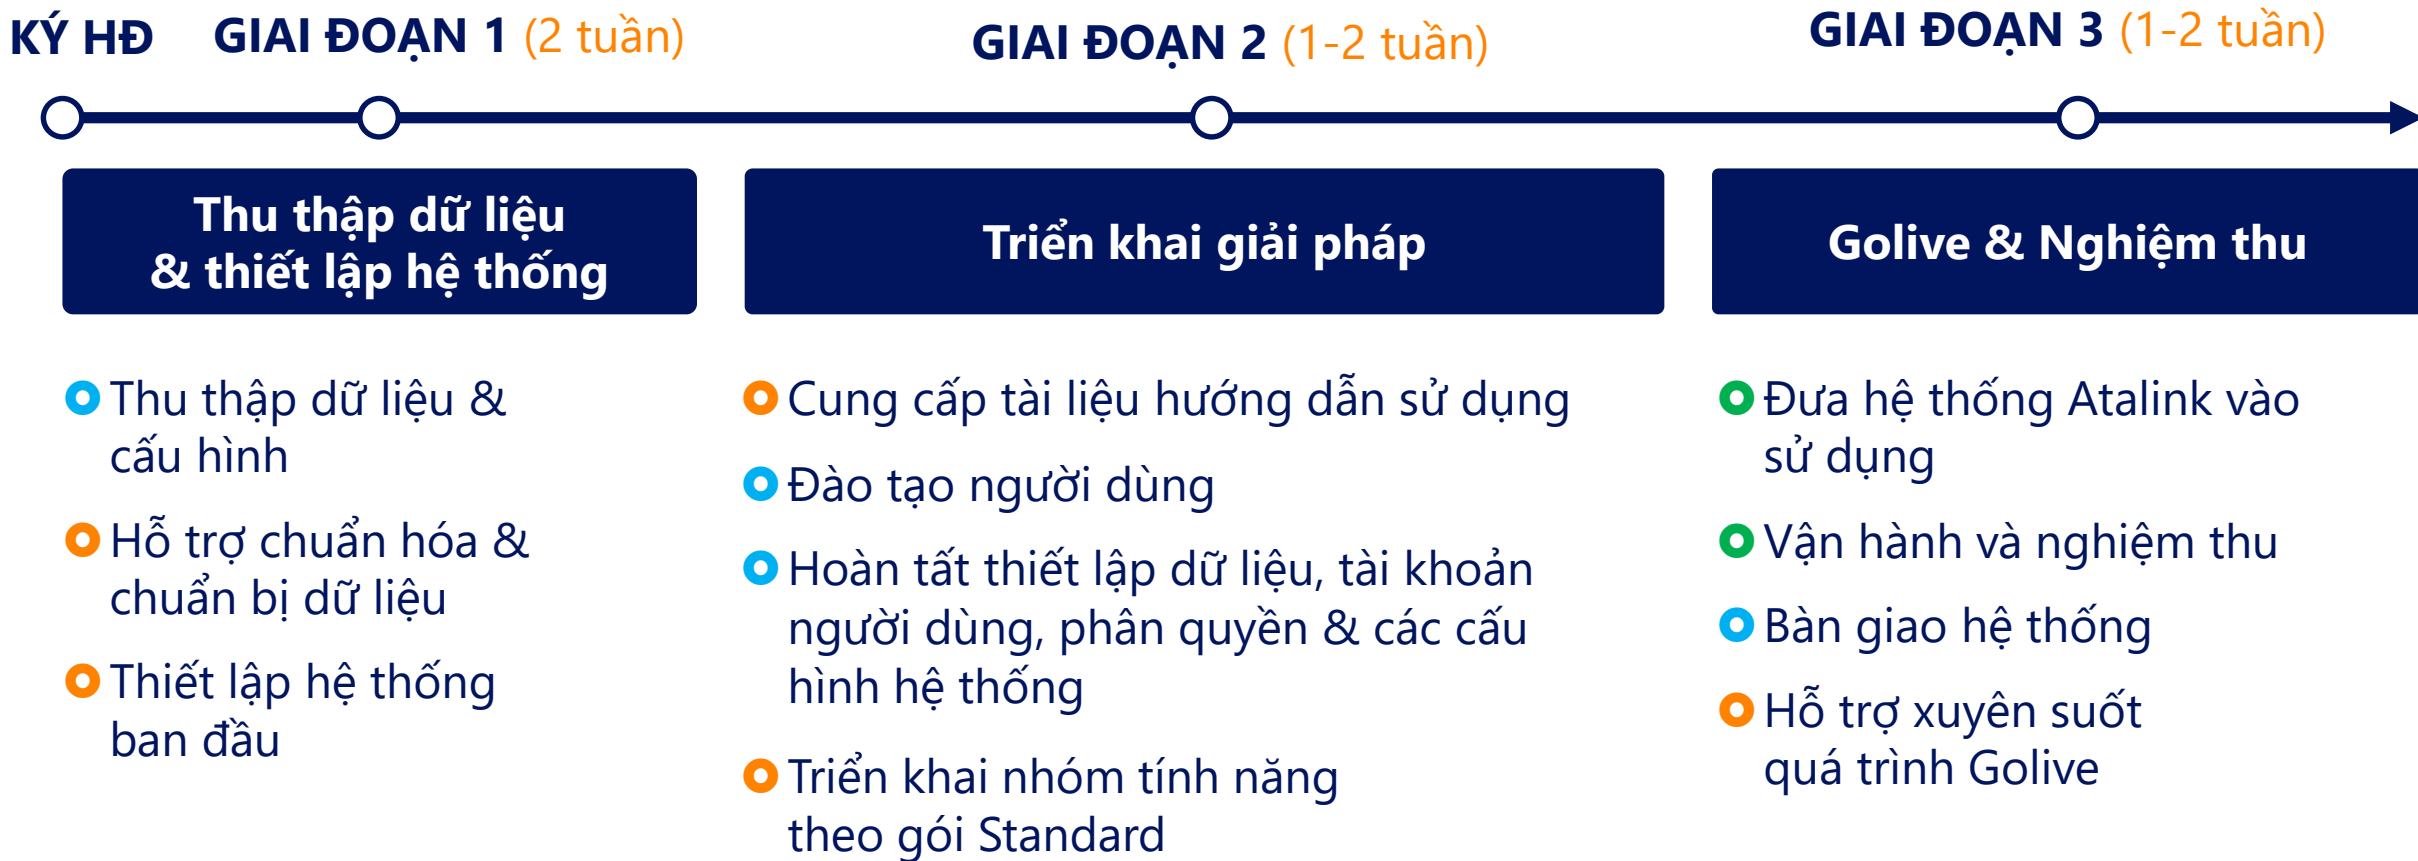 KÝ HĐ
GIAI ĐOẠN 1 (2 tuần)
GIAI ĐOẠN 2 (1-2 tuần)
GIAI ĐOẠN 3 (1-2 tuần)
Thu thập dữ liệu
& thiết lập hệ thống
Thu thập dữ liệu &
cấu hình
Hỗ trợ chuẩn hóa &
chuẩn bị dữ liệu
Thiết lập hệ thống
ban đầu
Triển khai giải pháp
Cung cấp tài liệu hướng dẫn sử dụng
Đào tạo người dùng
Hoàn tất thiết lập dữ liệu, tài khoản
người dùng, phân quyền & các cấu
hình hệ thống
Triển khai nhóm tính năng
theo gói Standard
Golive & Nghiệm thu
Đưa hệ thống Atalink vào
sử dụng
Vận hành và nghiệm thu
Bàn giao hệ thống
Hỗ trợ xuyên suốt
quá trình Golive